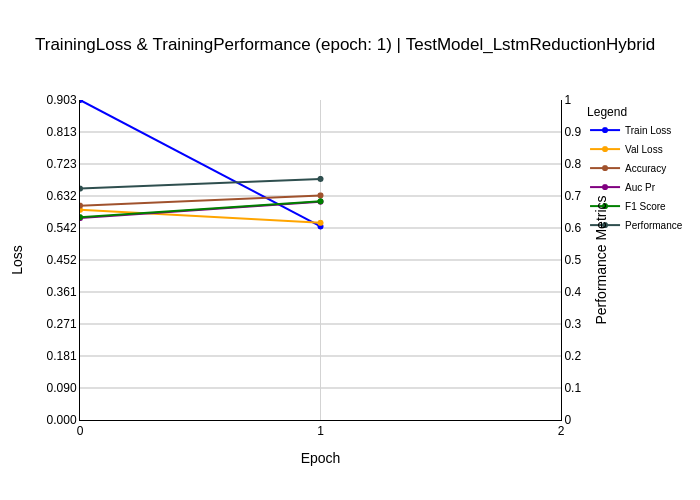 TrainingLoss & TrainingPerformance (epoch: 1) | TestModel_LstmReductionHybrid
0.903
0.813
0.723
0.632
0.542
0.452
0.361
0.271
0.181
0.090
0.000
Loss
0
1
2
Epoch
1
0.9
0.8
0.7
0.6
0.5
0.4
0.3
0.2
0.1
0
Performance Metrics
Legend
Train Loss
Val Loss
Accuracy
Auc Pr
F1 Score
Performance